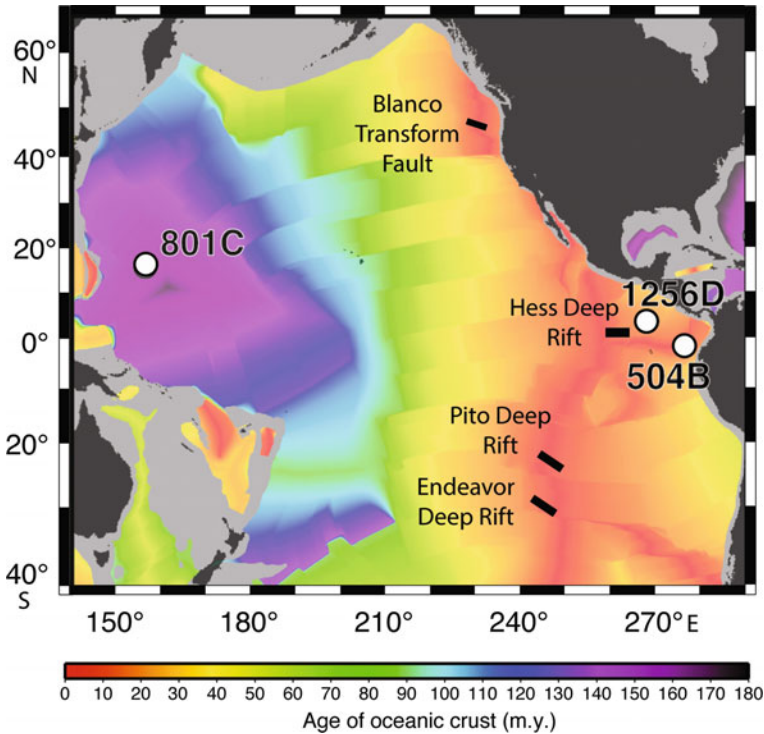 60°
N
40°
20°
0°
20°
40°
S
Blanco
Transform
Fault
801C
1256D
Hess Deep
Rift
504B
Pito Deep
Rift
Endeavor
Deep Rift
150° 180° 210° 240° 270° E
0 10 20 30 40 50 60 70 80 90 100 110 120 130 140 150 160 170 180
Age of oceanic crust (m.y.)